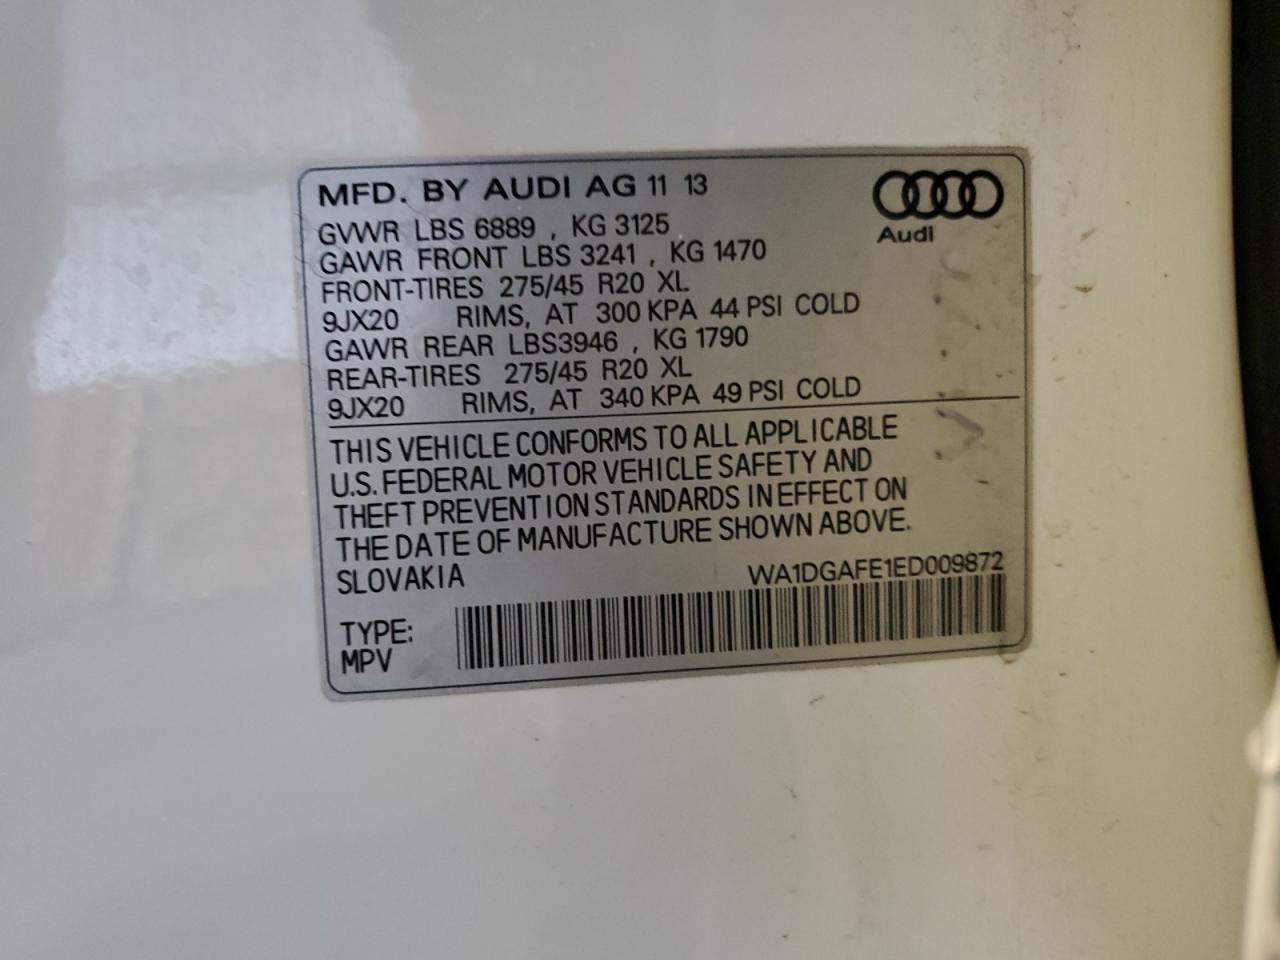 MFD. BY AUDI AG 11 13
GVWR LBS 6889 , KG 3125
GAWR FRONT LBS 3241 , KG 1470
FRONT-TIRES 275/45 R20 XL
9JX20 RIMS, AT 300 KPA 44 PSI COLD
GAWR REAR LBS3946 , KG 1790
REAR-TIRES 275/45 R20 XL
9JX20 RIMS, AT 340 KPA 49 PSI COLD
Audi
THIS VEHICLE CONFORMS TO ALL APPLICABLE
U.S. FEDERAL MOTOR VEHICLE SAFETY AND
THEFT PREVENTION STANDARDS IN EFFECT ON
THE DATE OF MANUFACTURE SHOWN ABOVE.
SLOVAKIA WA1DGAFE1ED009872
TYPE:
MPV